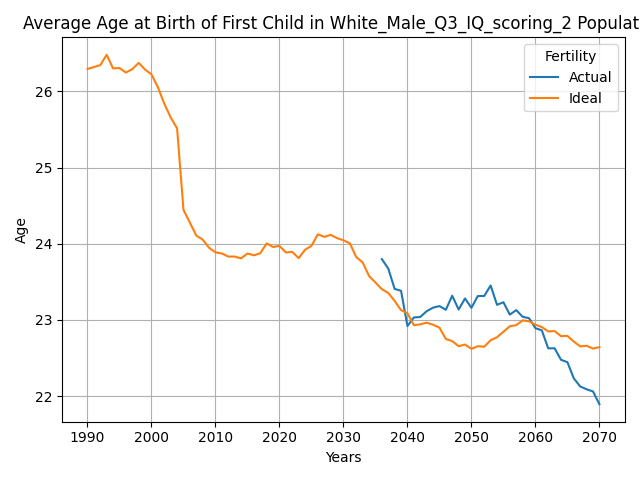 Average Age at Birth of First Child in White_Male_Q3_IQ_scoring_2 Populat
Fertility
Actual
Ideal
26
25
24
23
22
Age
1990 2000 2010 2020 2030 2040 2050 2060 2070
Years